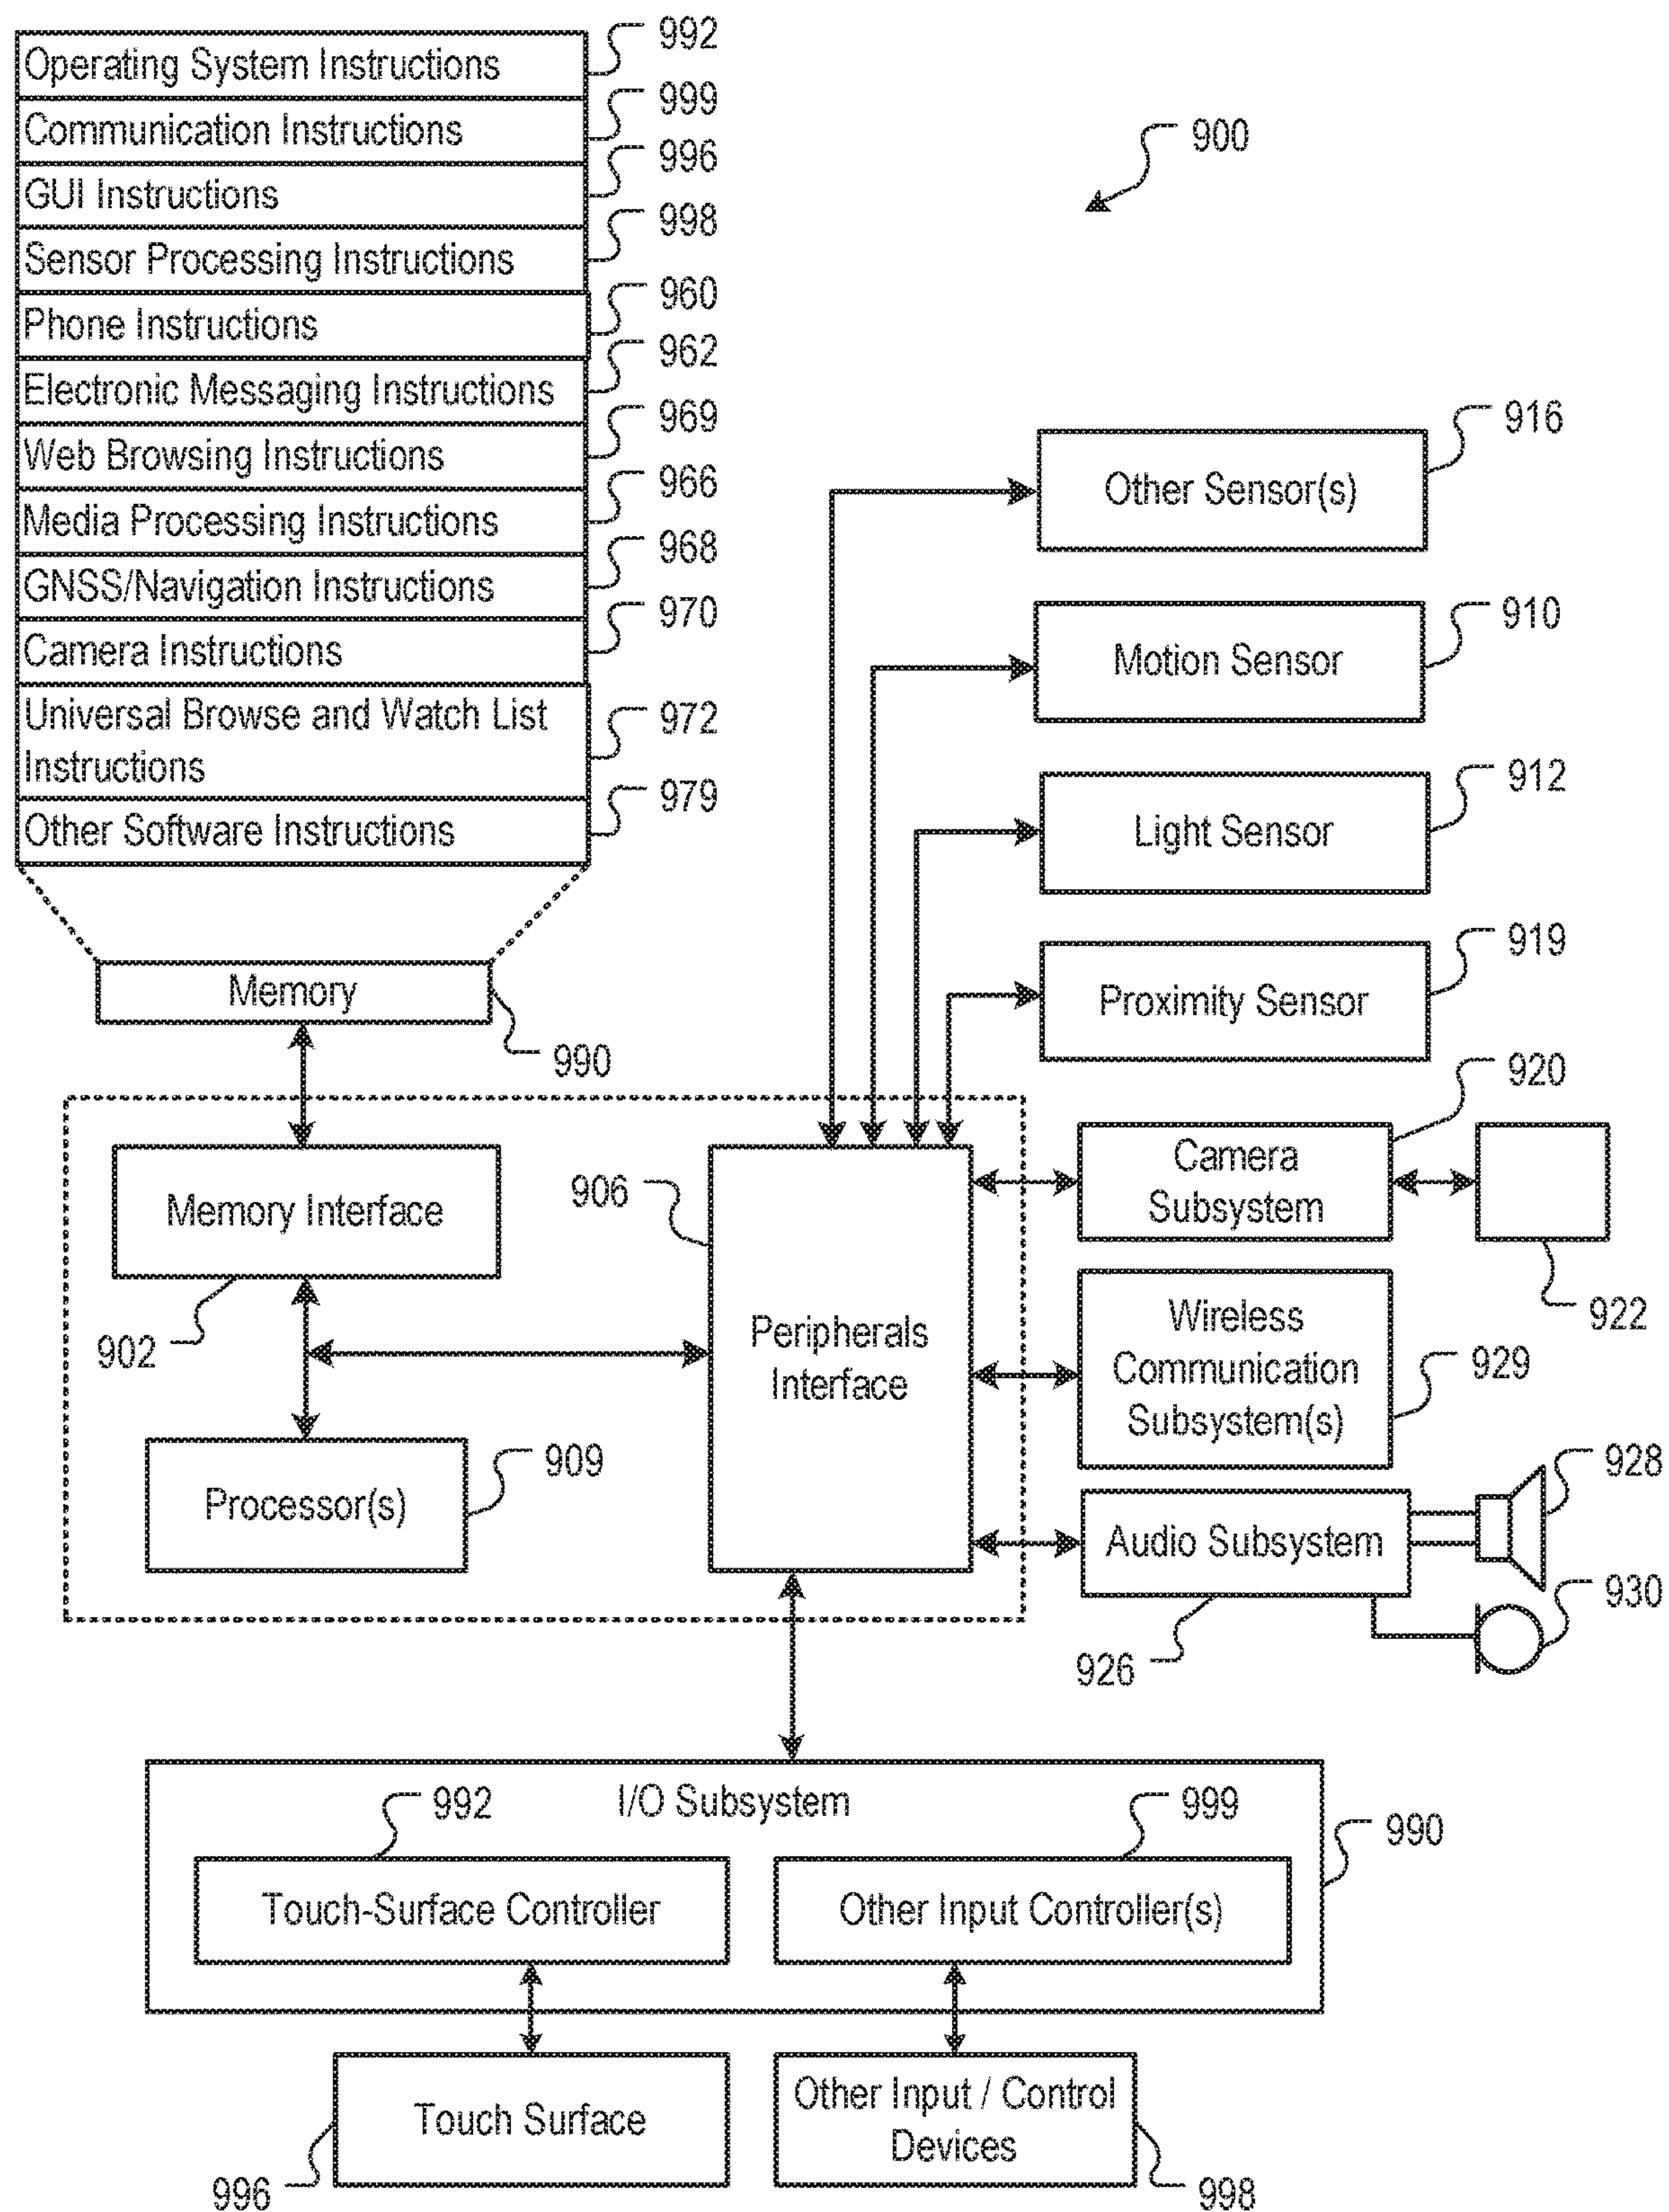 992
Operating System Instructions
999
Communication Instructions
900
996
GUI Instructions
998
Sensor Processing Instructions
960
Phone Instructions
962
Electronic Messaging Instructions
969
Web Browsing Instructions
966
Media Processing Instructions
968
GNSS/Navigation Instructions
970
Camera Instructions
Universal Browse and Watch List
Instructions
972
979
Other Software Instructions
Memory
990
916
Other Sensor(s)
910
Motion Sensor
912
Light Sensor
919
Proximity Sensor
920
Camera
Subsystem
922
Memory Interface
902
906
Peripherals
Interface
Wireless
Communication
Subsystem(s)
929
Processor(s)
909
Audio Subsystem
928
930
926
I/O Subsystem
992
999
990
Touch-Surface Controller
Other Input Controller(s)
Touch Surface
996
Other Input / Control
Devices
998